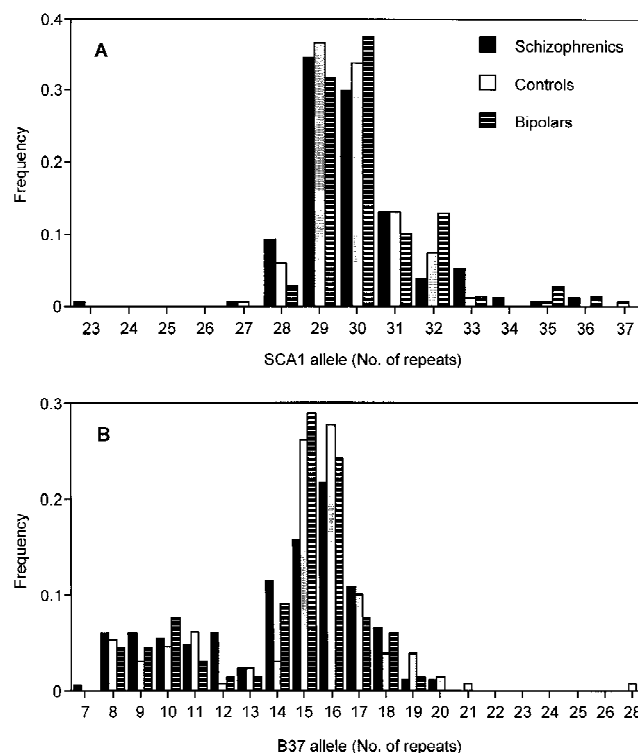 0.4
A
Schizophrenics
Controls
Bipolars
0.3
0.2
0.1
0
Frequency
23 24 25 26 27 28 29 30 31 32 33 34 35 36 37
SCA1 allele (No. of repeats)
0.3
B
0.2
0.1
0
Frequency
7 8 9 10 11 12 13 14 15 16 17 18 19 20 21 22 23 24 25 26 28
B37 allele (No. of repeats)